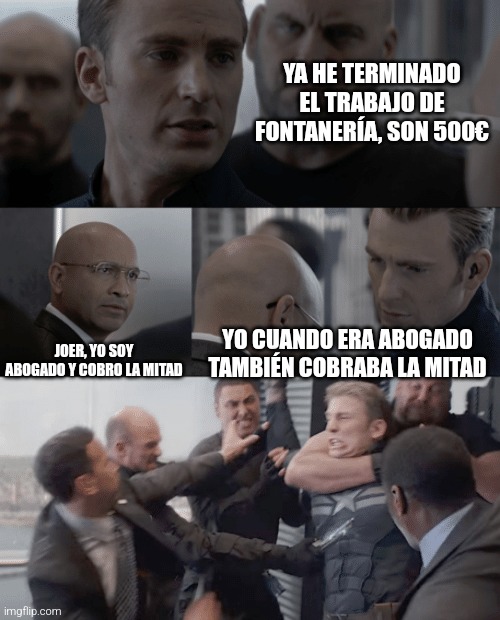 YA HE TERMINADO
EL TRABAJO DE
FONTANERÍA, SON 500€
JOER, YO SOY
ABOGADO Y COBRO LA MITAD
YO CUANDO ERA ABOGADO
TAMBIÉN COBRABA LA MITAD
imgflip.com